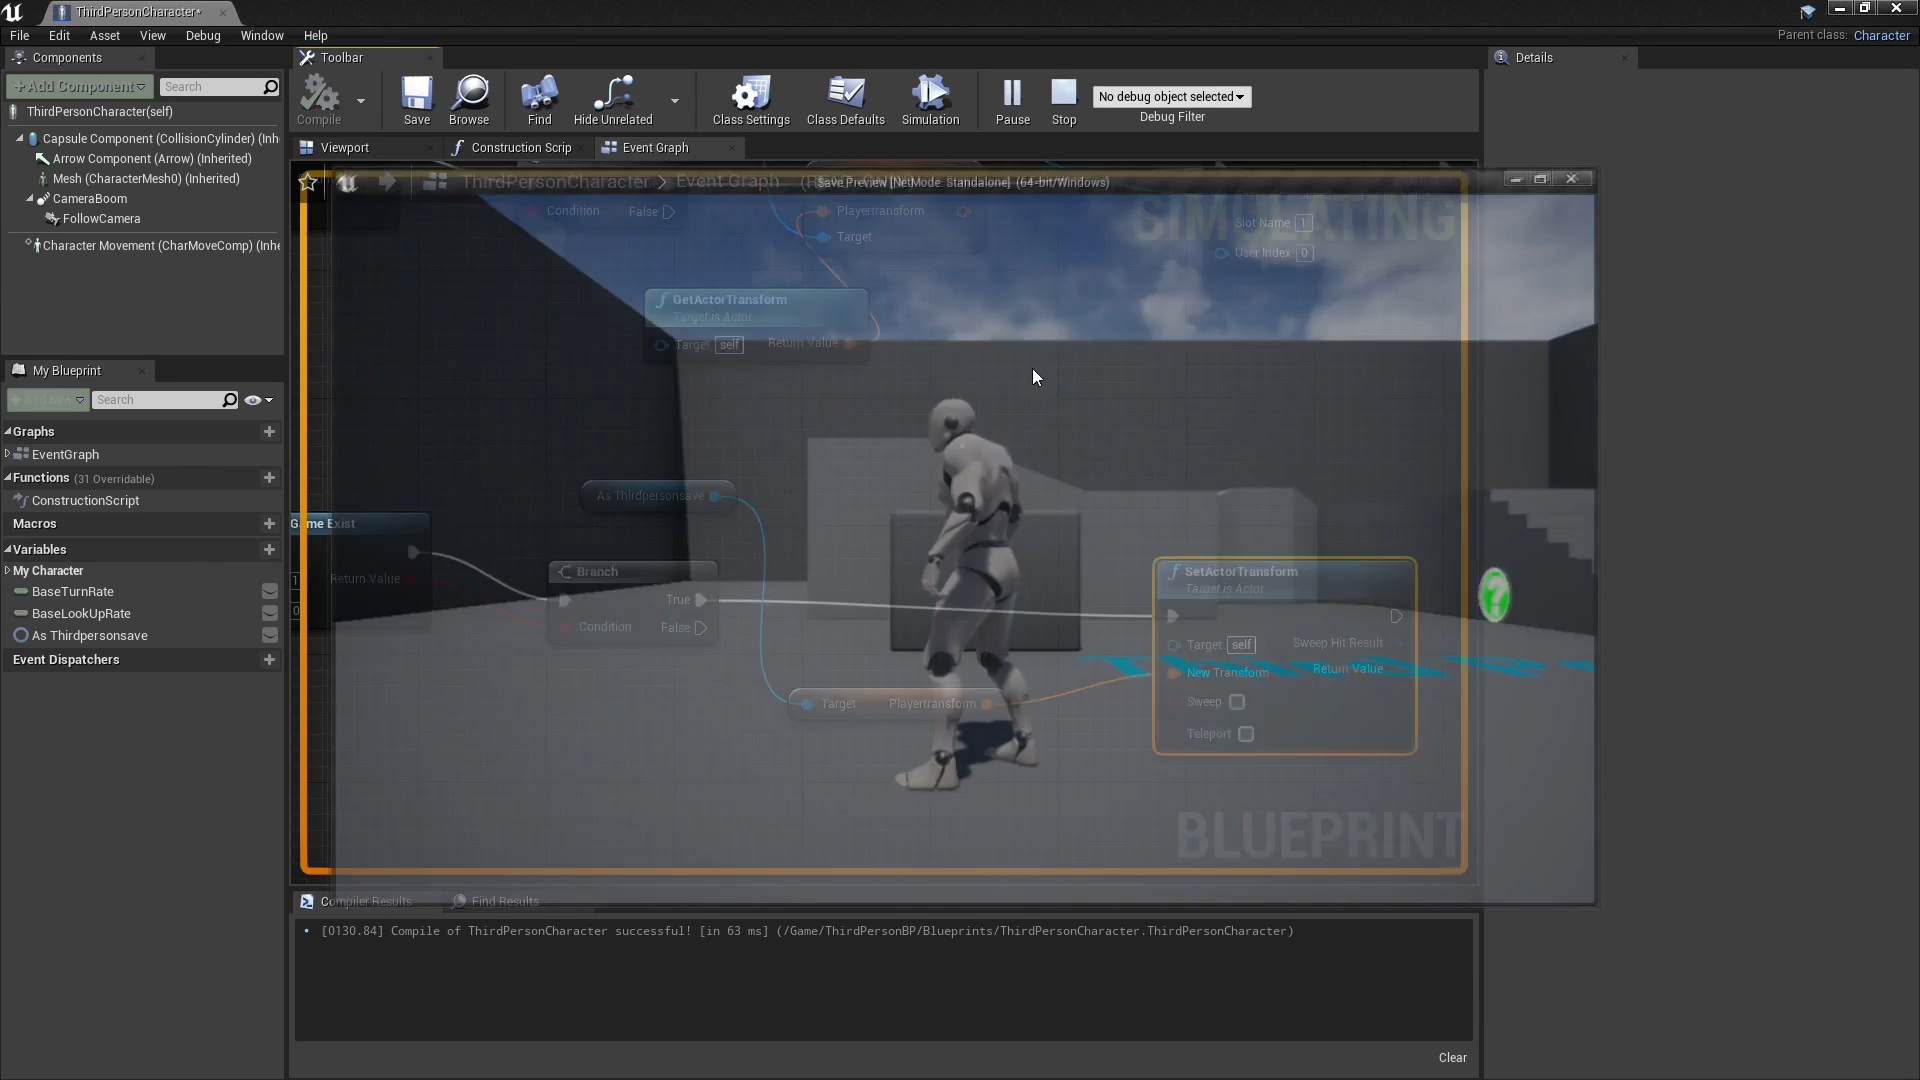 ThirdPersonCharacter*
File Edit Asset View Debug Window Help
Parent class: Character
Components
Toolbar
Details
+Add Component
Search
Compile
Save
Browse
Find
Hide Unrelated
Class Settings
Class Defaults
Simulation
Pause
Stop
No debug object selected
Debug Filter
ThirdPersonCharacter(self)
Capsule Component (CollisionCylinder) (Inh
Arrow Component (Arrow) (Inherited)
Mesh (CharacterMesh0) (Inherited)
CameraBoom
FollowCamera
Character Movement (CharMoveComp) (Inhe
Viewport
Construction Scrip
Event Graph
ThirdPersonCharacter > Event Graph
Save Preview [NetMode: Standalone] (64-bit/Windows)
SIMULATING
Condition False
Playertransform
Target
Slot Name 1
User Index 0
GetActorTransform
Target is Actor
Target self Return Value
As Thirdpersonsave
Game Exist
Return Value
1
0
Branch
True
Condition False
Target Playertransform
SetActorTransform
Target is Actor
Target self Sweep Hit Result
New Transform Return Value
Sweep
Teleport
BLUEPRINT
My Blueprint
+Add New
Search
Graphs
EventGraph
Functions (31 Overridable)
ConstructionScript
Macros
Variables
My Character
BaseTurnRate
BaseLookUpRate
As Thirdpersonsave
Event Dispatchers
Compiler Results
Find Results
[0130.84] Compile of ThirdPersonCharacter successful! [in 63 ms] (/Game/ThirdPersonBP/Blueprints/ThirdPersonCharacter.ThirdPersonCharacter)
Clear